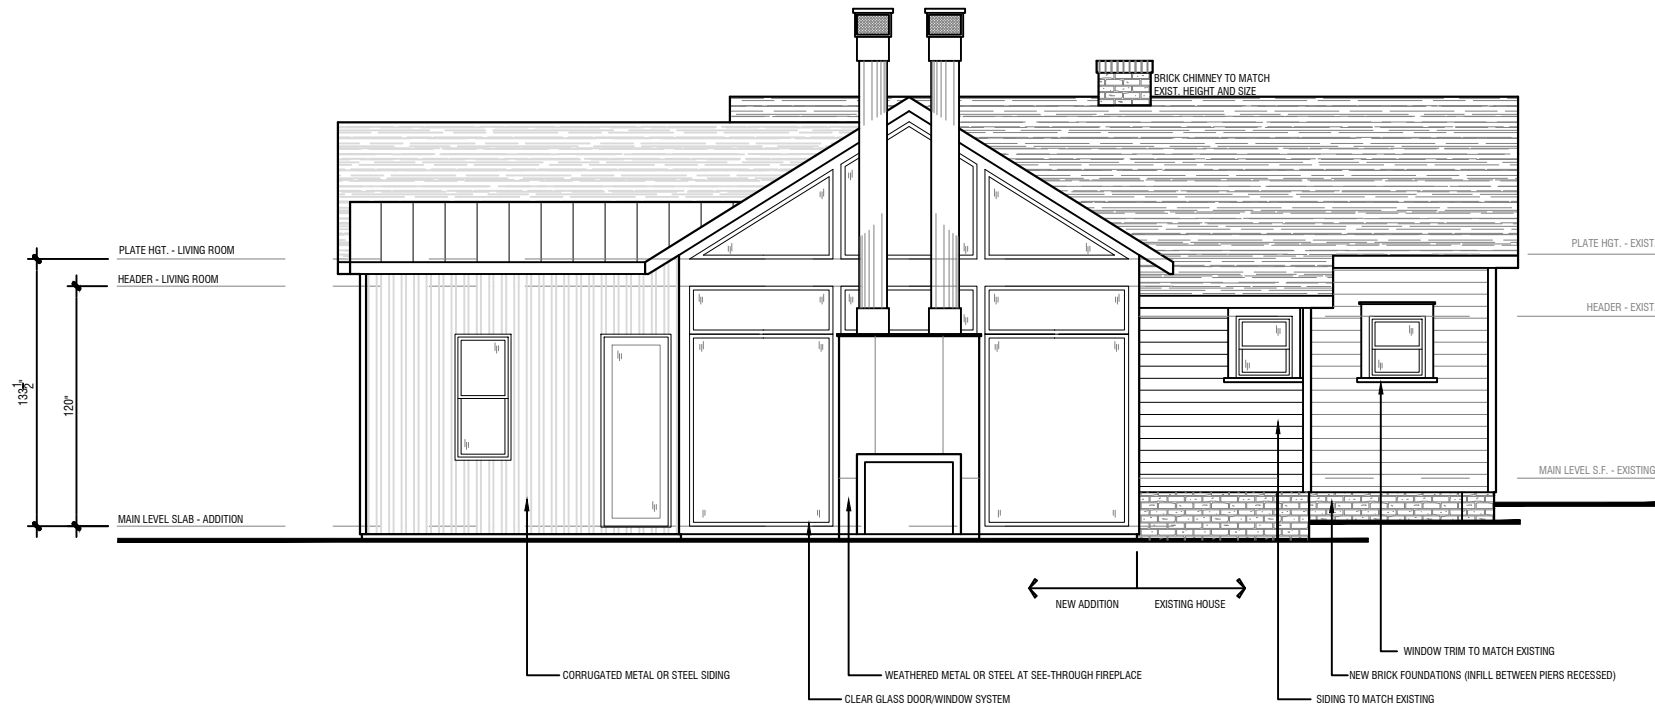 BRICK CHIMNEY TO MATCH
EXIST. HEIGHT AND SIZE
PLATE HGT. - LIVING ROOM
HEADER - LIVING ROOM
133 1/2"
120"
MAIN LEVEL SLAB - ADDITION
PLATE HGT. - EXIST
HEADER - EXIST
MAIN LEVEL S.F. - EXISTING
NEW ADDITION
EXISTING HOUSE
WINDOW TRIM TO MATCH EXISTING
CORRUGATED METAL OR STEEL SIDING
WEATHERED METAL OR STEEL AT SEE-THROUGH FIREPLACE
NEW BRICK FOUNDATIONS (INFILL BETWEEN PIERS RECESSED)
CLEAR GLASS DOOR/WINDOW SYSTEM
SIDING TO MATCH EXISTING